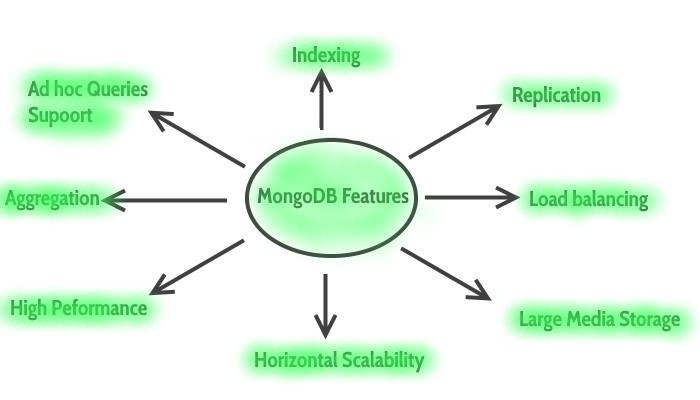 Indexing
Ad hoc Queries
Supoort
Replication
Aggregation
MongoDB Features
Load balancing
High Peformance
Large Media Storage
Horizontal Scalability